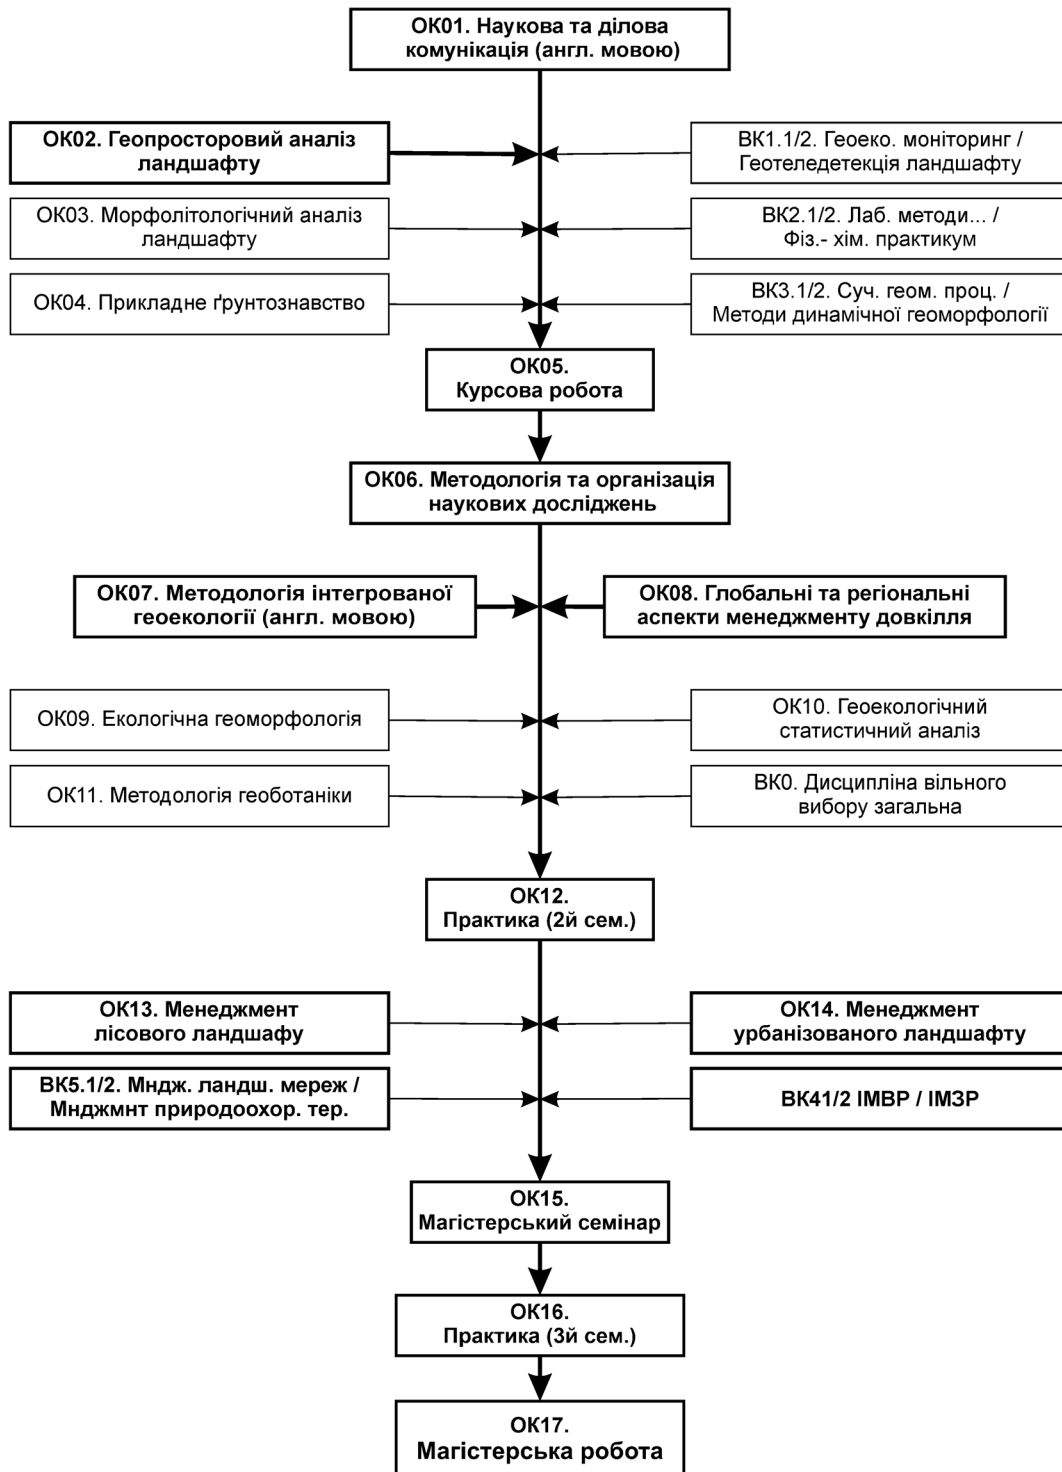 ОК01. Наукова та ділова
комунікація (англ. мовою)
ОК02. Геопросторовий аналіз
ландшафту
ВК1.1/2. Геоеко. моніторинг /
Геотеледетекція ландшафту
ОК03. Морфолітологічний аналіз
ландшафту
ВК2.1/2. Лаб. методи... /
Фіз.- хім. практикум
ОК04. Прикладне ґрунтознавство
ВК3.1/2. Суч. геом. проц. /
Методи динамічної геоморфології
ОК05.
Курсова робота
ОК06. Методологія та організація
наукових досліджень
ОК07. Методологія інтегрованої
геоекології (англ. мовою)
ОК08. Глобальні та регіональні
аспекти менеджменту довкілля
ОК09. Екологічна геоморфологія
ОК10. Геоекологічний
статистичний аналіз
ОК11. Методологія геоботаніки
ВК0. Дисципліна вільного
вибору загальна
ОК12.
Практика (2й сем.)
ОК13. Менеджмент
лісового ландшафу
ОК14. Менеджмент
урбанізованого ландшафту
ВК5.1/2. Мндж. ландш. мереж /
Мнджмнт природоохор. тер.
ВК41/2 ІМВР / ІМЗР
ОК15.
Магістерський семінар
ОК16.
Практика (3й сем.)
ОК17.
Магістерська робота